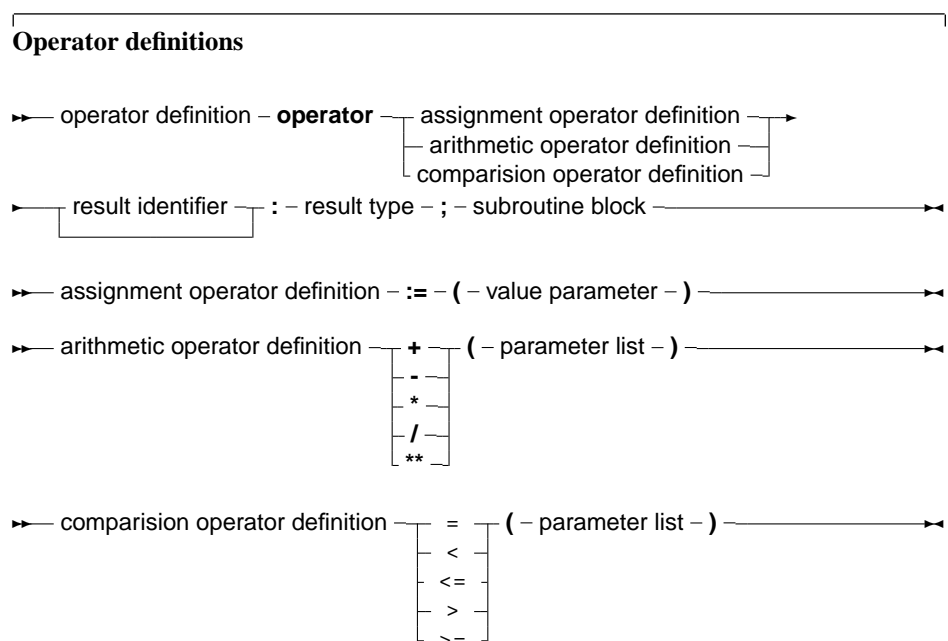 Operator definitions
operator definition – operator assignment operator definition
arithmetic operator definition
comparision operator definition
result identifier : – result type – ; – subroutine block
assignment operator definition – := – ( – value parameter – )
arithmetic operator definition + ( – parameter list – )
-
*
/
**
comparision operator definition = ( – parameter list – )
<
<=
>
>=